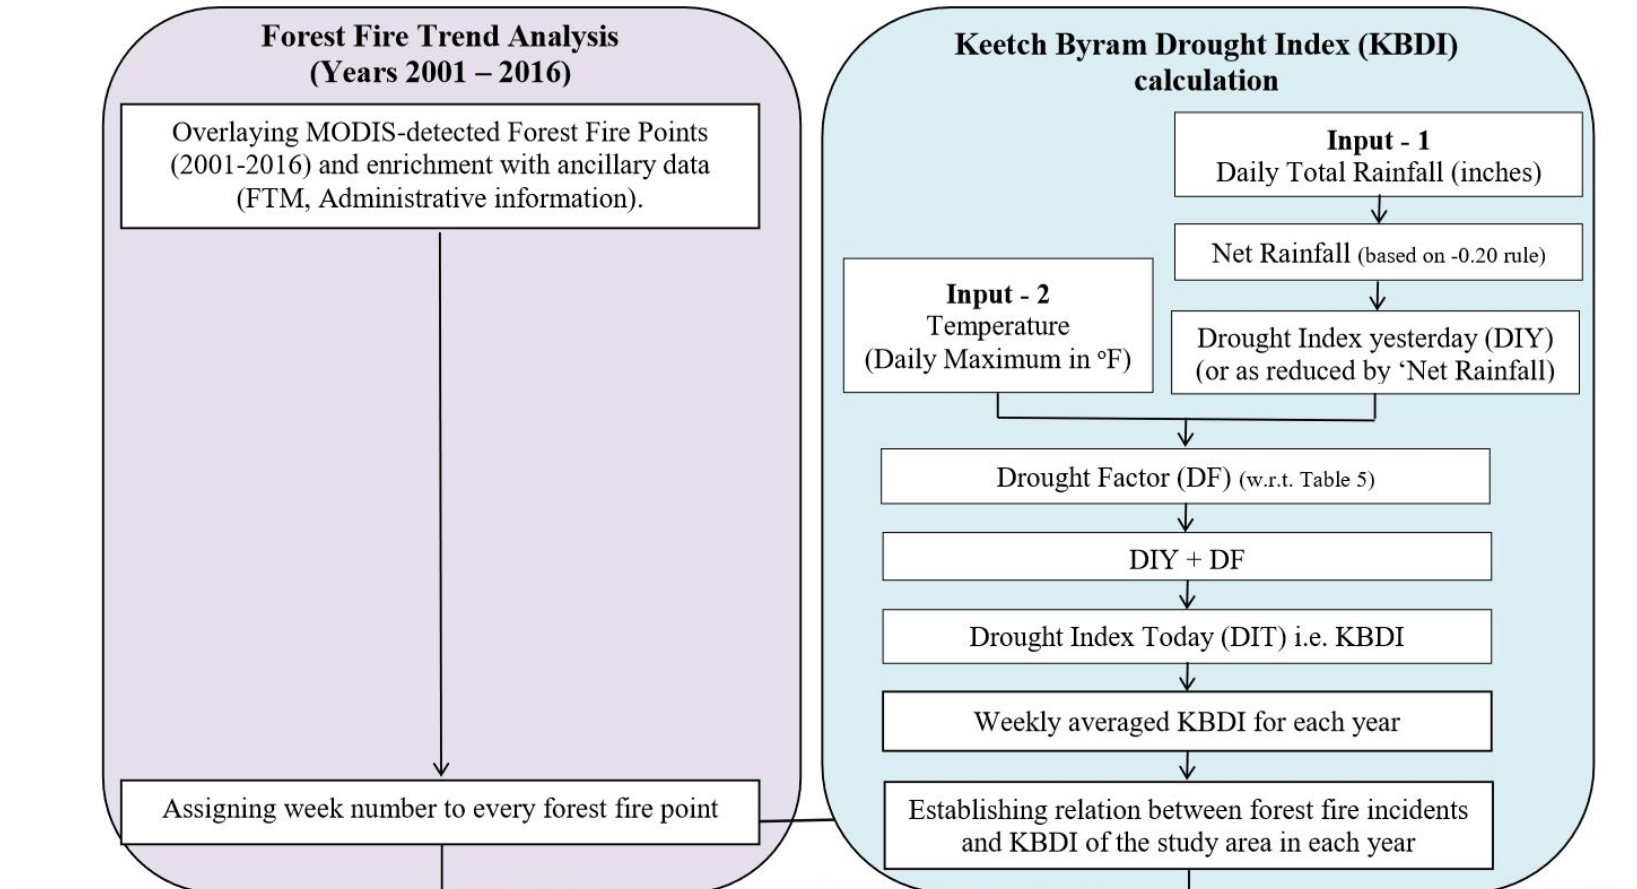 Forest Fire Trend Analysis
(Years 2001 – 2016)
Overlaying MODIS-detected Forest Fire Points
(2001-2016) and enrichment with ancillary data
(FTM, Administrative information).
Assigning week number to every forest fire point
Keetch Byram Drought Index (KBDI)
calculation
Input - 1
Daily Total Rainfall (inches)
Net Rainfall (based on -0.20 rule)
Input - 2
Temperature
(Daily Maximum in °F)
Drought Index yesterday (DIY)
(or as reduced by ‘Net Rainfall)
Drought Factor (DF) (w.r.t. Table 5)
DIY + DF
Drought Index Today (DIT) i.e. KBDI
Weekly averaged KBDI for each year
Establishing relation between forest fire incidents
and KBDI of the study area in each year